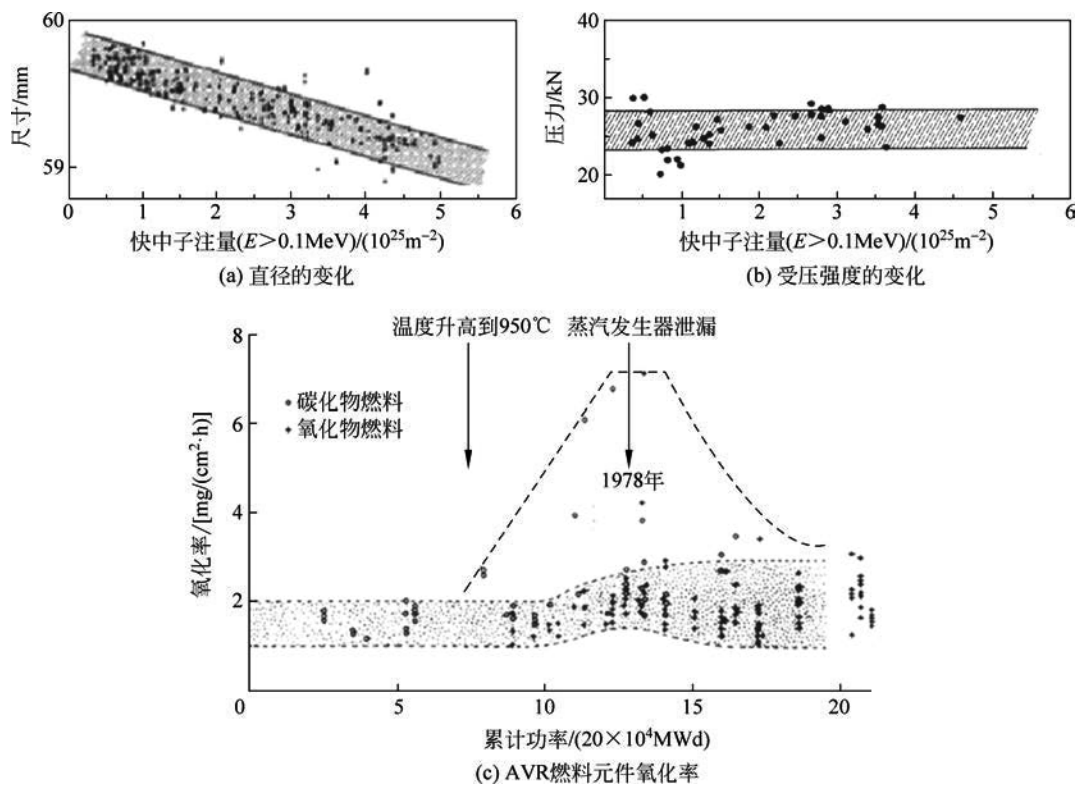 60
59
尺寸/mm
0 1 2 3 4 5 6
快中子注量(E＞0.1MeV)/(10²⁵m⁻²)
(a) 直径的变化
40
30
20
压力/kN
1 2 3 4 5 6
快中子注量(E＞0.1MeV)/(10²⁵m⁻²)
(b) 受压强度的变化
温度升高到950℃ 蒸汽发生器泄漏
8
碳化物燃料
氧化物燃料
6
1978年
4
2
氧化率/[mg/(cm²·h)]
0 5 10 15 20
累计功率/(20×10⁴MWd)
(c) AVR燃料元件氧化率